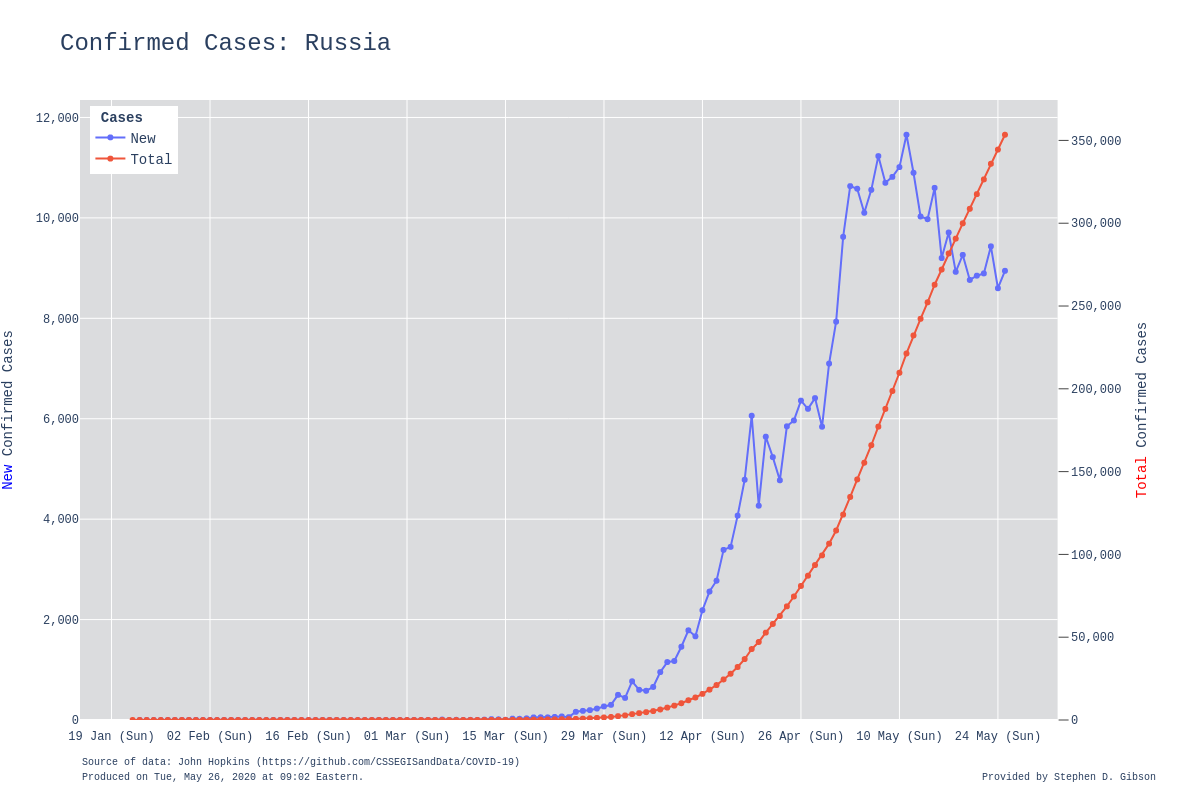 Confirmed Cases: Russia
Cases
New
Total
12,000
10,000
8,000
6,000
4,000
2,000
0
New Confirmed Cases
350,000
300,000
250,000
200,000
150,000
100,000
50,000
0
Total Confirmed Cases
19 Jan (Sun) 02 Feb (Sun) 16 Feb (Sun) 01 Mar (Sun) 15 Mar (Sun) 29 Mar (Sun) 12 Apr (Sun) 26 Apr (Sun) 10 May (Sun) 24 May (Sun)
Source of data: John Hopkins (https://github.com/CSSEGISandData/COVID-19)
Produced on Tue, May 26, 2020 at 09:02 Eastern.
Provided by Stephen D. Gibson